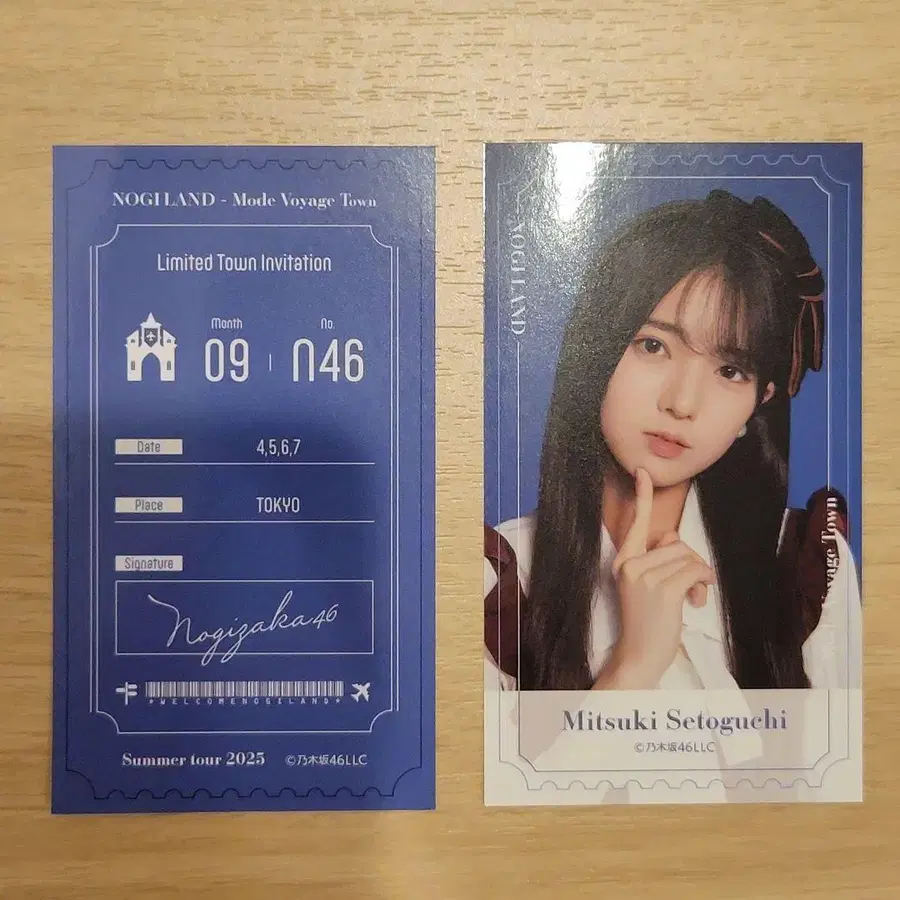 NOGI LAND - Mode Voyage Town
Limited Town Invitation
Month
No.
09
N46
Date
4,5,6,7
Place
TOKYO
Signature
Nogizaka46
*WELCOMENOGILAND*
Summer tour 2025
©乃木坂46LLC
NOGI LAND
Voyage Town
Mitsuki Setoguchi
©乃木坂46LLC